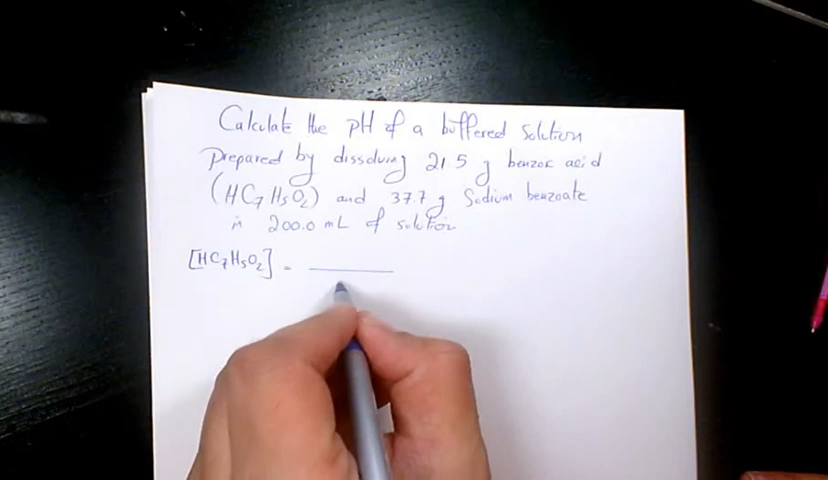 Calculate the pH of a buffered solution
Prepared by dissolving 21.5 g benzoic acid
(HC7H5O2) and 37.7 g Sodium benzoate
in 200.0 mL of solution
[HC7H5O2] =